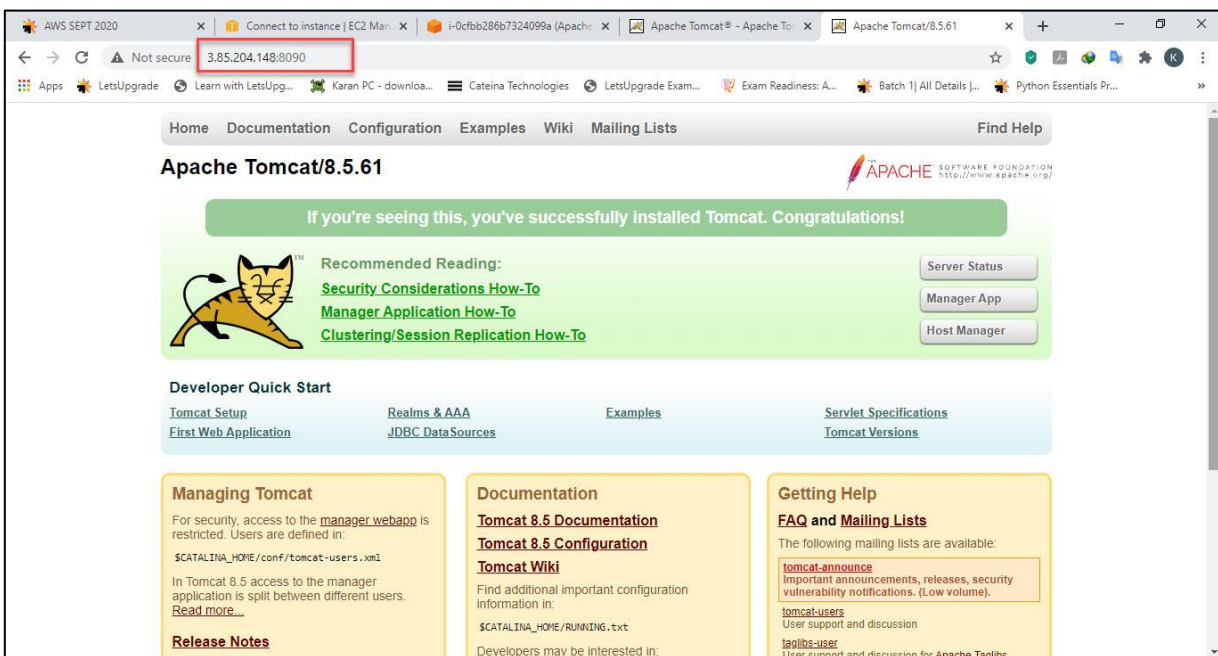 AWS SEPT 2020
Connect to instance | EC2 Man
i-0cfbb286b7324099a (Apache
Apache Tomcat® - Apache Tom
Apache Tomcat/8.5.61
Not secure
3.85.204.148:8090
K
Apps
LetsUpgrade
Learn with LetsUpg...
Karan PC - downloa...
Cateina Technologies
LetsUpgrade Exam...
Exam Readiness: A...
Batch 1| All Details |...
Python Essentials Pr...
Home Documentation Configuration Examples Wiki Mailing Lists Find Help
Apache Tomcat/8.5.61
APACHE SOFTWARE FOUNDATION
http://www.apache.org/
If you're seeing this, you've successfully installed Tomcat. Congratulations!
TM
Recommended Reading:
Security Considerations How-To
Manager Application How-To
Clustering/Session Replication How-To
Server Status
Manager App
Host Manager
Developer Quick Start
Tomcat Setup
First Web Application
Realms & AAA
JDBC DataSources
Examples
Servlet Specifications
Tomcat Versions
Managing Tomcat
For security, access to the manager webapp is
restricted. Users are defined in:
$CATALINA_HOME/conf/tomcat-users.xml
In Tomcat 8.5 access to the manager
application is split between different users.
Read more...
Release Notes
Documentation
Tomcat 8.5 Documentation
Tomcat 8.5 Configuration
Tomcat Wiki
Find additional important configuration
information in:
$CATALINA_HOME/RUNNING.txt
Developers may be interested in:
Getting Help
FAQ and Mailing Lists
The following mailing lists are available:
tomcat-announce
Important announcements, releases, security
vulnerability notifications. (Low volume).
tomcat-users
User support and discussion
taglibs-user
User support and discussion for Apache Taglibs